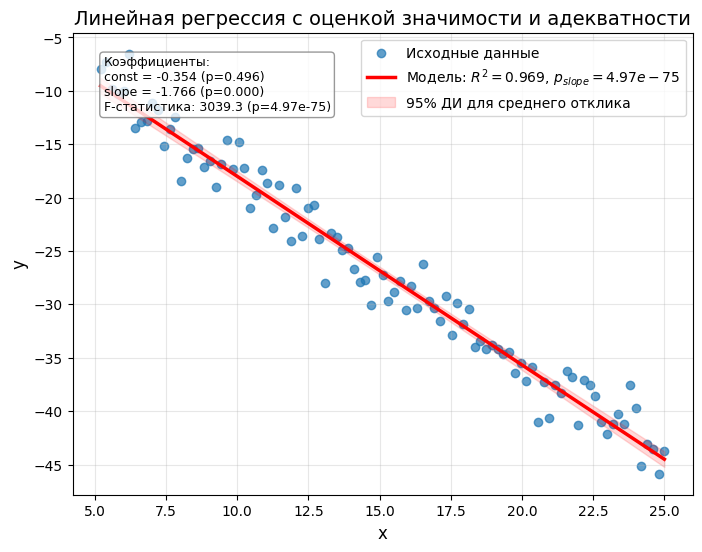 Линейная регрессия с оценкой значимости и адекватности
Коэффициенты:
const = -0.354 (p=0.496)
slope = -1.766 (p=0.000)
F-статистика: 3039.3 (p=4.97e-75)
Исходные данные
Модель: R² = 0.969, p_slope = 4.97e − 75
95% ДИ для среднего отклика
y
−5
−10
−15
−20
−25
−30
−35
−40
−45
5.0 7.5 10.0 12.5 15.0 17.5 20.0 22.5 25.0
x